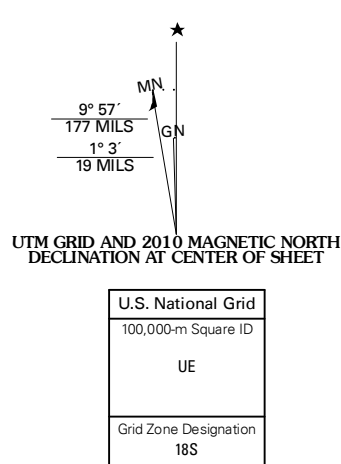 ★
MN
9° 57´
177 MILS
GN
1° 3´
19 MILS
UTM GRID AND 2010 MAGNETIC NORTH
DECLINATION AT CENTER OF SHEET
U.S. National Grid
100,000-m Square ID
UE
Grid Zone Designation
18S